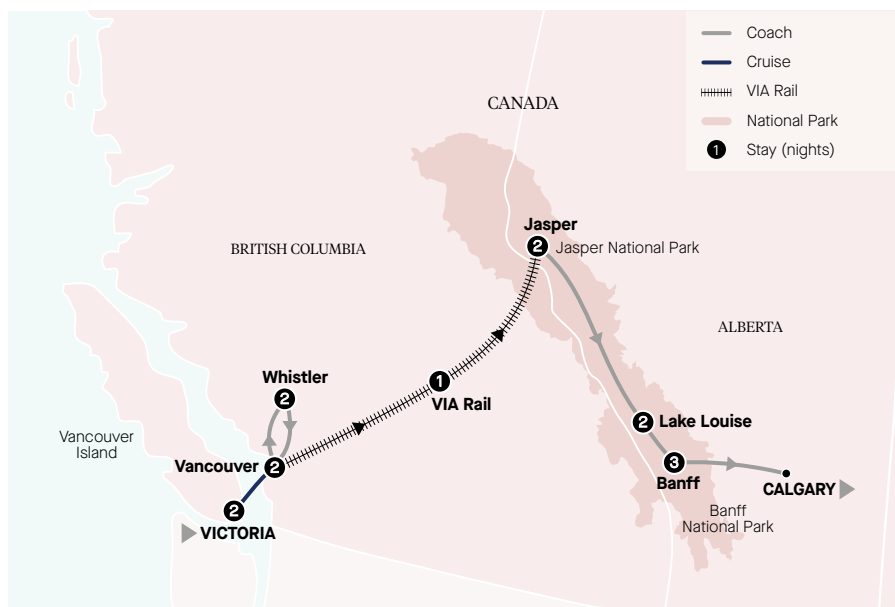 Coach
Cruise
VIA Rail
National Park
1 Stay (nights)
CANADA
Jasper
2 Jasper National Park
BRITISH COLUMBIA
ALBERTA
Whistler
2
1
VIA Rail
2 Lake Louise
Vancouver
Island
Vancouver 2
3
Banff
CALGARY
2
VICTORIA
Banff
National Park